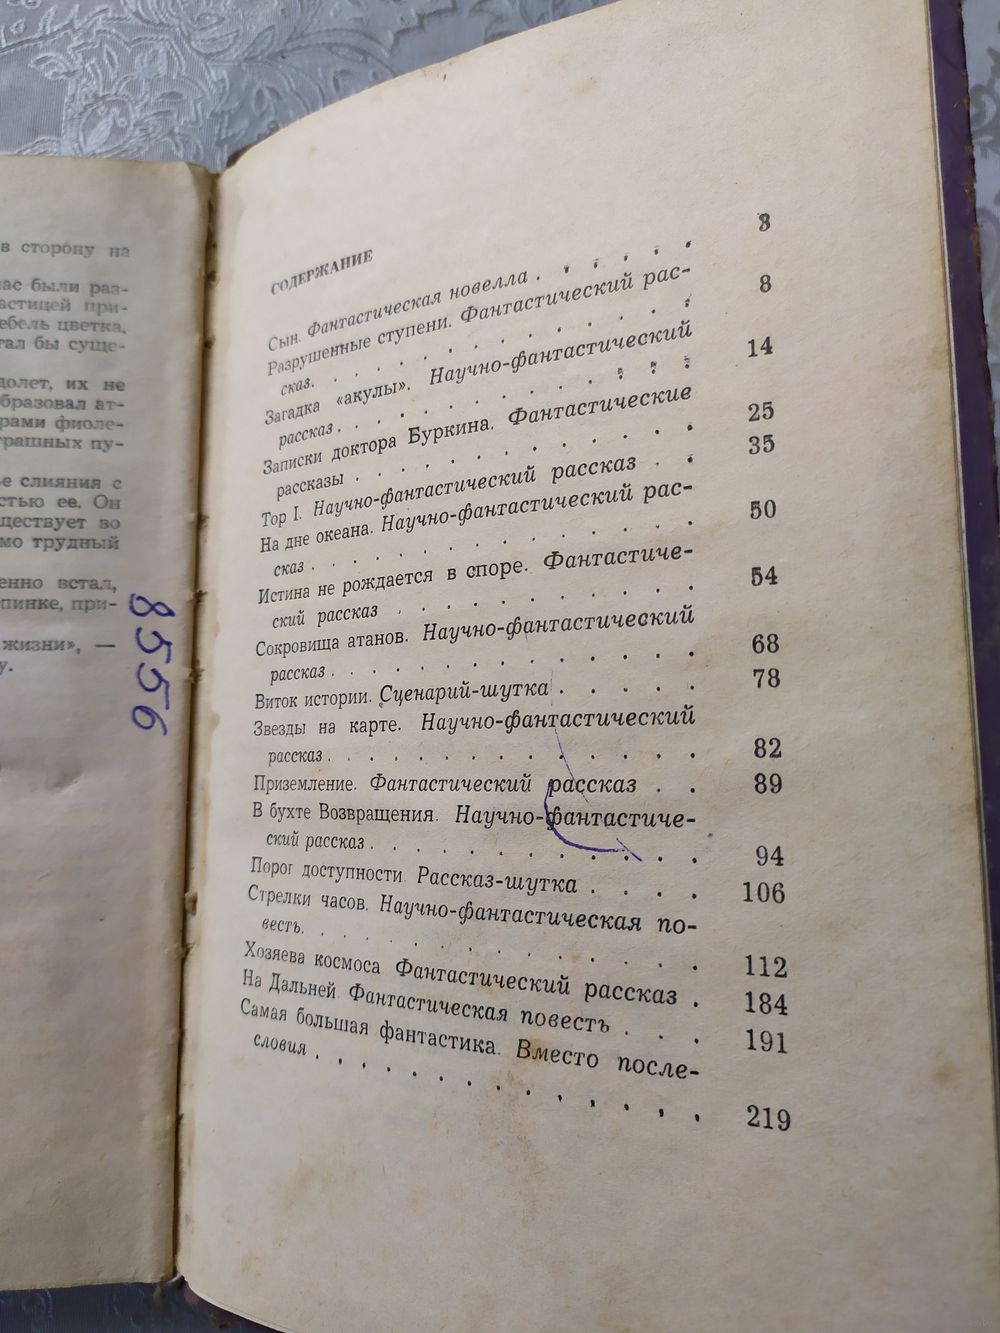 в сторону на
нас были раз-
астицей при-
ебель цветка,
тал бы суще-
долет, их не
бразовал ат-
рами фиоле-
трашных пу-
ье слияния с
стью ее. Он
ществует во
мо трудный
енно встал,
пинке, при-
жизни», —
у.
8556
СОДЕРЖАНИЕ
Сын. Фантастическая новелла . . . . . . 3
Разрушенные ступени. Фантастический рас-
сказ. . . . . . . . . . . . 8
Загадка «акулы». Научно-фантастический
рассказ . . . . . . . . . . . 14
Записки доктора Буркина. Фантастические
рассказы . . . . . . . . . . . 25
Тор I. Научно-фантастический рассказ . . 35
На дне океана. Научно-фантастический рас-
сказ . . . . . . . . . . . . 50
Истина не рождается в споре. Фантастиче-
ский рассказ . . . . . . . . . . 54
Сокровища атанов. Научно-фантастический
рассказ . . . . . . . . . . . . 68
Виток истории. Сценарий-шутка . . . . . 78
Звезды на карте. Научно-фантастический
рассказ . . . . . . . . . . . . 82
Приземление. Фантастический рассказ . . 89
В бухте Возвращения. Научно-фантастиче-
ский рассказ . . . . . . . . . . . 94
Порог доступности. Рассказ-шутка . . . . 106
Стрелки часов. Научно-фантастическая по-
весть. . . . . . . . . . . . . 112
Хозяева космоса Фантастический рассказ . 184
На Дальней. Фантастическая повесть . . . 191
Самая большая фантастика. Вместо после-
словия . . . . . . . . . . . . . 219